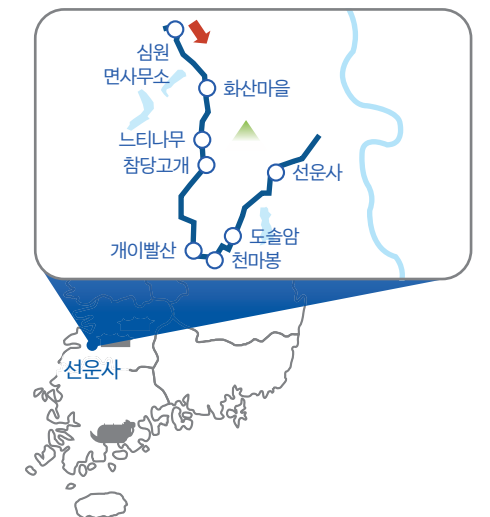 심원
면사무소
화산마을
느티나무
참당고개
선운사
개이빨산
도솔암
천마봉
선운사